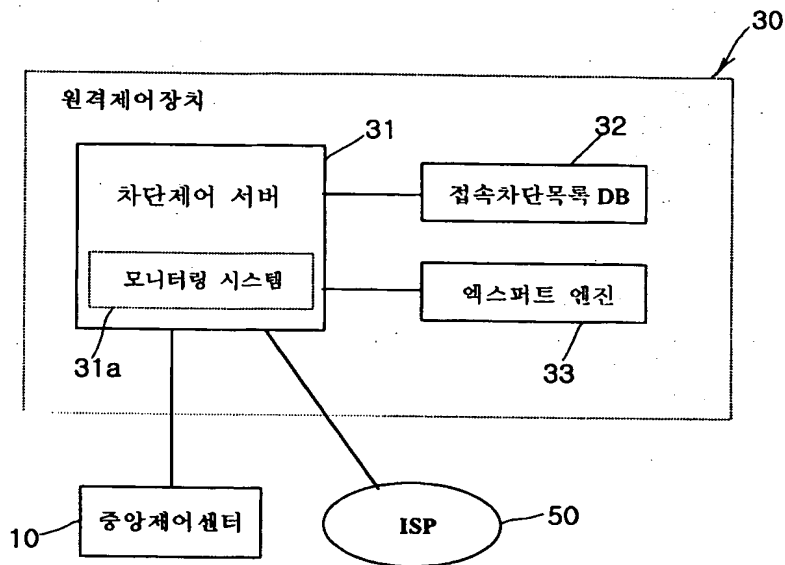 30
원격제어장치
31
32
차단제어 서버
접속차단목록 DB
모니터링 시스템
엑스퍼트 엔진
31a
33
10
중앙제어센터
ISP
50